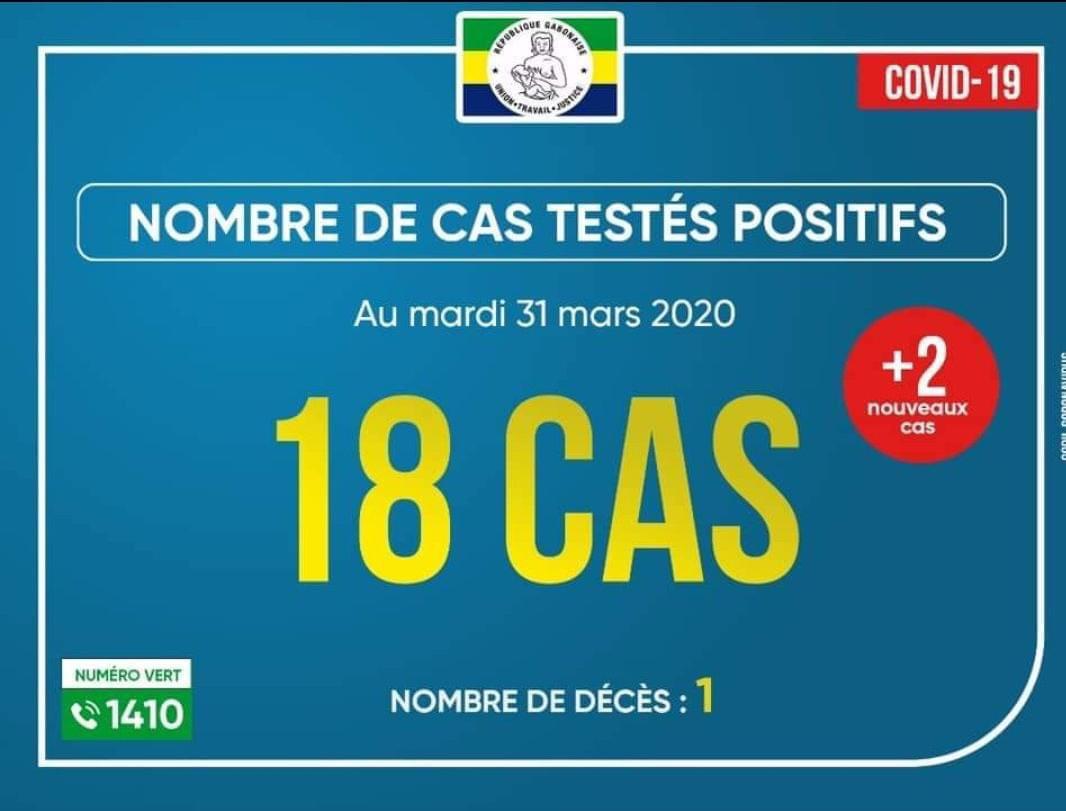 RÉPUBLIQUE GABONAISE
UNION • TRAVAIL • JUSTICE
COVID-19
NOMBRE DE CAS TESTÉS POSITIFS
Au mardi 31 mars 2020
+2
nouveaux
cas
18 CAS
NUMÉRO VERT
1410
NOMBRE DE DÉCÈS : 1